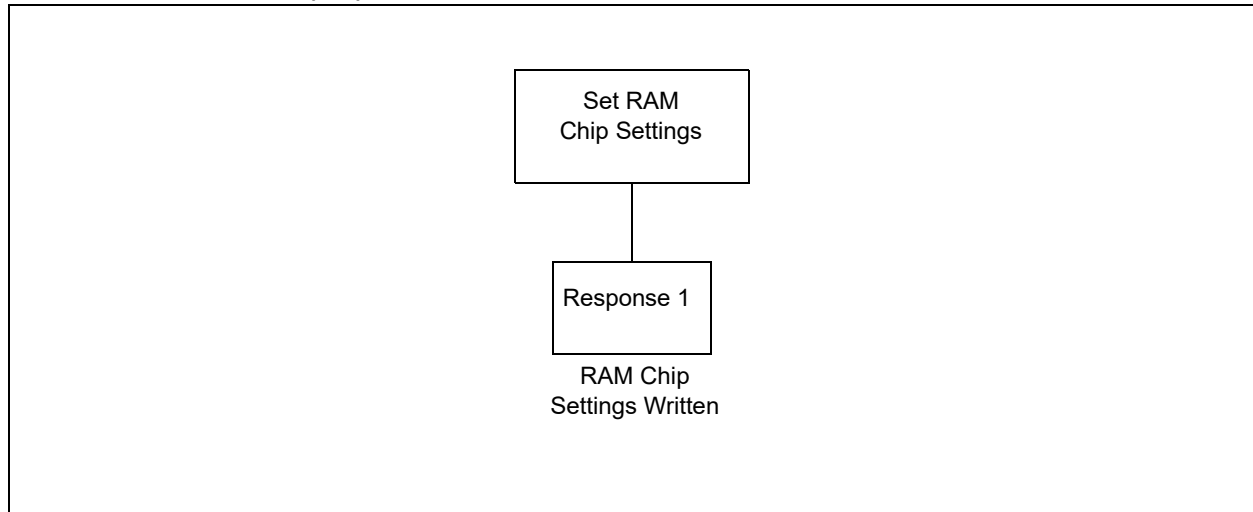 Set RAM
Chip Settings
Response 1
RAM Chip
Settings Written